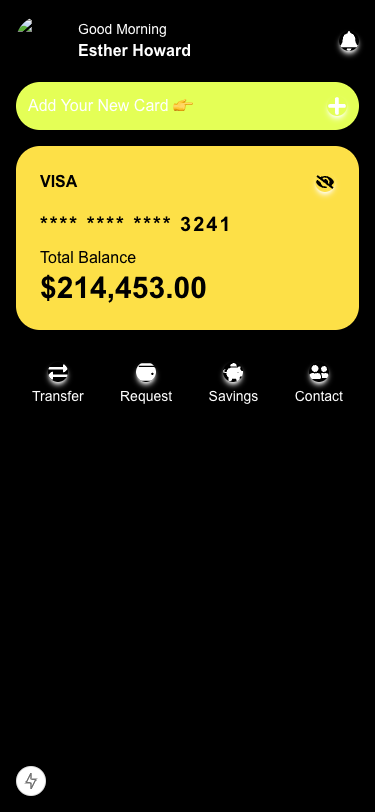 Good Morning
Esther Howard
Add Your New Card 👉
VISA
**** **** **** 3241
Total Balance
$214,453.00
Transfer
Request
Savings
Contact